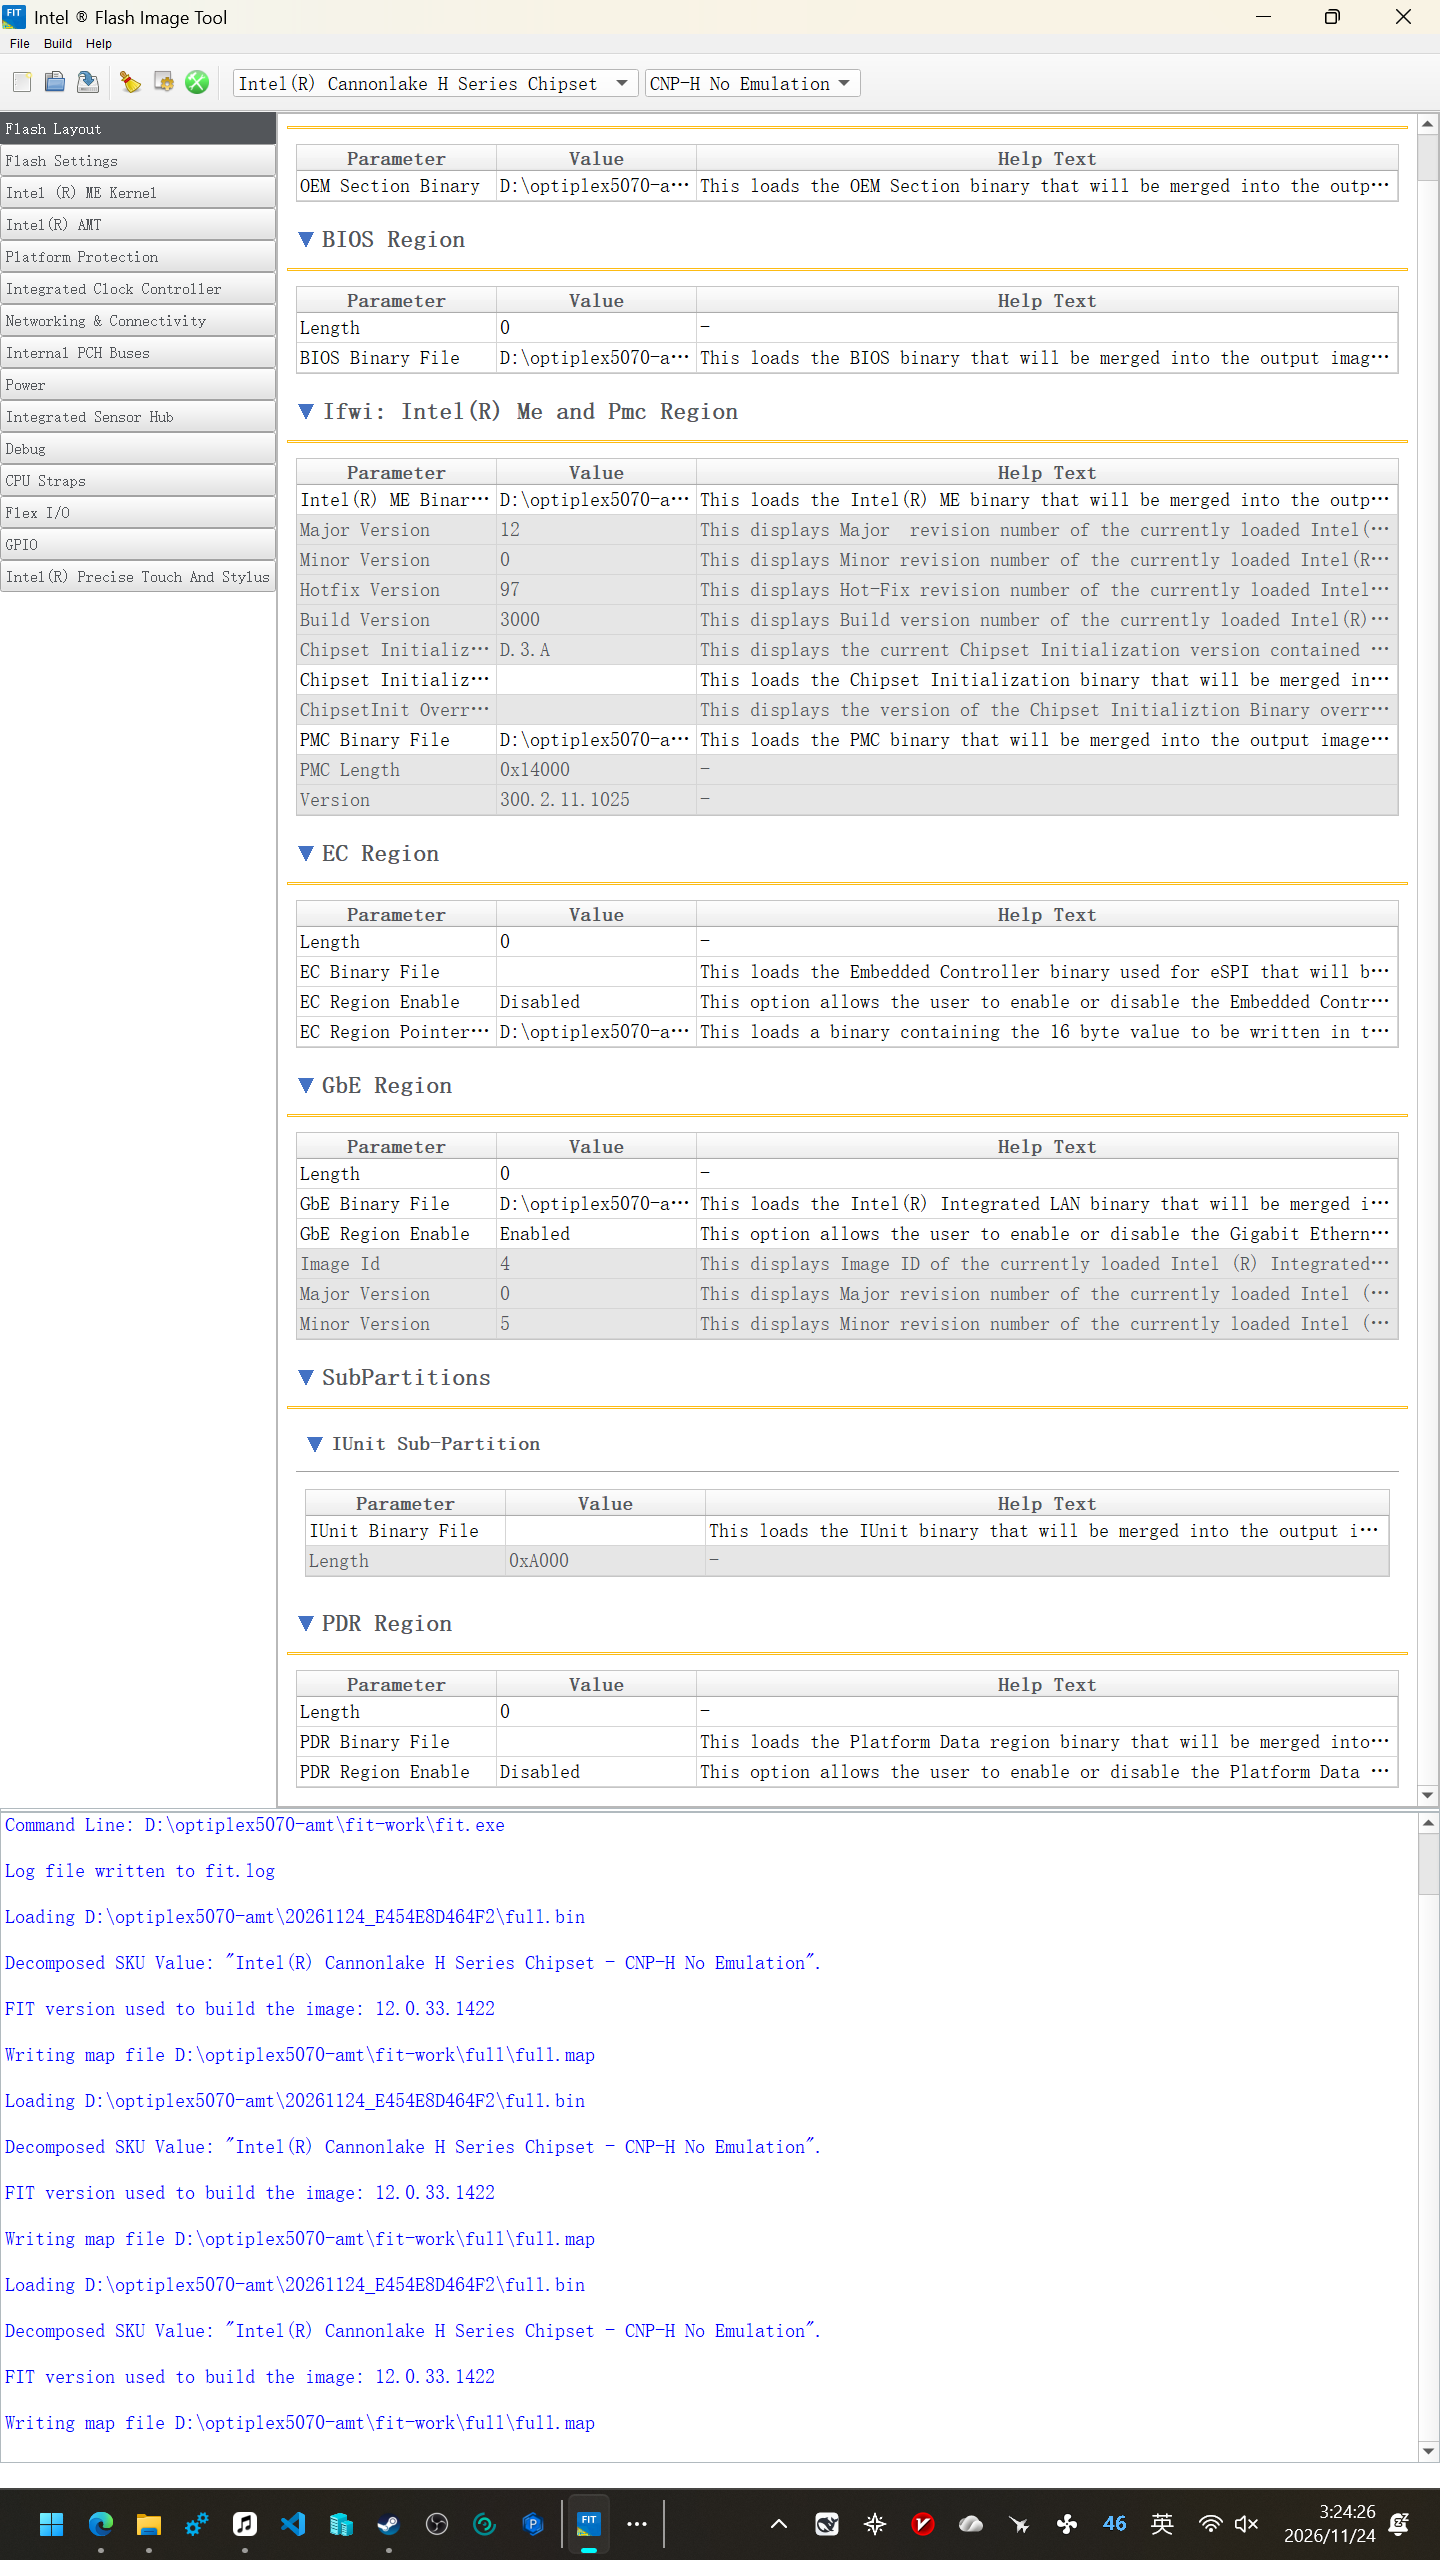 FIT
Intel ® Flash Image Tool
File Build Help
Intel(R) Cannonlake H Series Chipset CNP-H No Emulation
Flash Layout
Flash Settings
Intel (R) ME Kernel
Intel(R) AMT
Platform Protection
Integrated Clock Controller
Networking & Connectivity
Internal PCH Buses
Power
Integrated Sensor Hub
Debug
CPU Straps
Flex I/O
GPIO
Intel(R) Precise Touch And Stylus
Parameter Value Help Text
OEM Section Binary D:\optiplex5070-a··· This loads the OEM Section binary that will be merged into the outp···
BIOS Region
Parameter Value Help Text
Length 0 -
BIOS Binary File D:\optiplex5070-a··· This loads the BIOS binary that will be merged into the output imag···
Ifwi: Intel(R) Me and Pmc Region
Parameter Value Help Text
Intel(R) ME Binar··· D:\optiplex5070-a··· This loads the Intel(R) ME binary that will be merged into the outp···
Major Version 12 This displays Major  revision number of the currently loaded Intel(···
Minor Version 0 This displays Minor revision number of the currently loaded Intel(R···
Hotfix Version 97 This displays Hot-Fix revision number of the currently loaded Intel···
Build Version 3000 This displays Build version number of the currently loaded Intel(R)···
Chipset Initializ··· D.3.A This displays the current Chipset Initialization version contained ···
Chipset Initializ··· This loads the Chipset Initialization binary that will be merged in···
ChipsetInit Overr··· This displays the version of the Chipset Initializtion Binary overr···
PMC Binary File D:\optiplex5070-a··· This loads the PMC binary that will be merged into the output image···
PMC Length 0x14000 -
Version 300.2.11.1025 -
EC Region
Parameter Value Help Text
Length 0 -
EC Binary File This loads the Embedded Controller binary used for eSPI that will b···
EC Region Enable Disabled This option allows the user to enable or disable the Embedded Contr···
EC Region Pointer··· D:\optiplex5070-a··· This loads a binary containing the 16 byte value to be written in t···
GbE Region
Parameter Value Help Text
Length 0 -
GbE Binary File D:\optiplex5070-a··· This loads the Intel(R) Integrated LAN binary that will be merged i···
GbE Region Enable Enabled This option allows the user to enable or disable the Gigabit Ethern···
Image Id 4 This displays Image ID of the currently loaded Intel (R) Integrated···
Major Version 0 This displays Major revision number of the currently loaded Intel (···
Minor Version 5 This displays Minor revision number of the currently loaded Intel (···
SubPartitions
IUnit Sub-Partition
Parameter Value Help Text
IUnit Binary File This loads the IUnit binary that will be merged into the output i···
Length 0xA000 -
PDR Region
Parameter Value Help Text
Length 0 -
PDR Binary File This loads the Platform Data region binary that will be merged into···
PDR Region Enable Disabled This option allows the user to enable or disable the Platform Data ···
Command Line: D:\optiplex5070-amt\fit-work\fit.exe
Log file written to fit.log
Loading D:\optiplex5070-amt\20261124_E454E8D464F2\full.bin
Decomposed SKU Value: "Intel(R) Cannonlake H Series Chipset - CNP-H No Emulation".
FIT version used to build the image: 12.0.33.1422
Writing map file D:\optiplex5070-amt\fit-work\full\full.map
Loading D:\optiplex5070-amt\20261124_E454E8D464F2\full.bin
Decomposed SKU Value: "Intel(R) Cannonlake H Series Chipset - CNP-H No Emulation".
FIT version used to build the image: 12.0.33.1422
Writing map file D:\optiplex5070-amt\fit-work\full\full.map
Loading D:\optiplex5070-amt\20261124_E454E8D464F2\full.bin
Decomposed SKU Value: "Intel(R) Cannonlake H Series Chipset - CNP-H No Emulation".
FIT version used to build the image: 12.0.33.1422
Writing map file D:\optiplex5070-amt\fit-work\full\full.map
FIT 46 英 3:24:26
2026/11/24